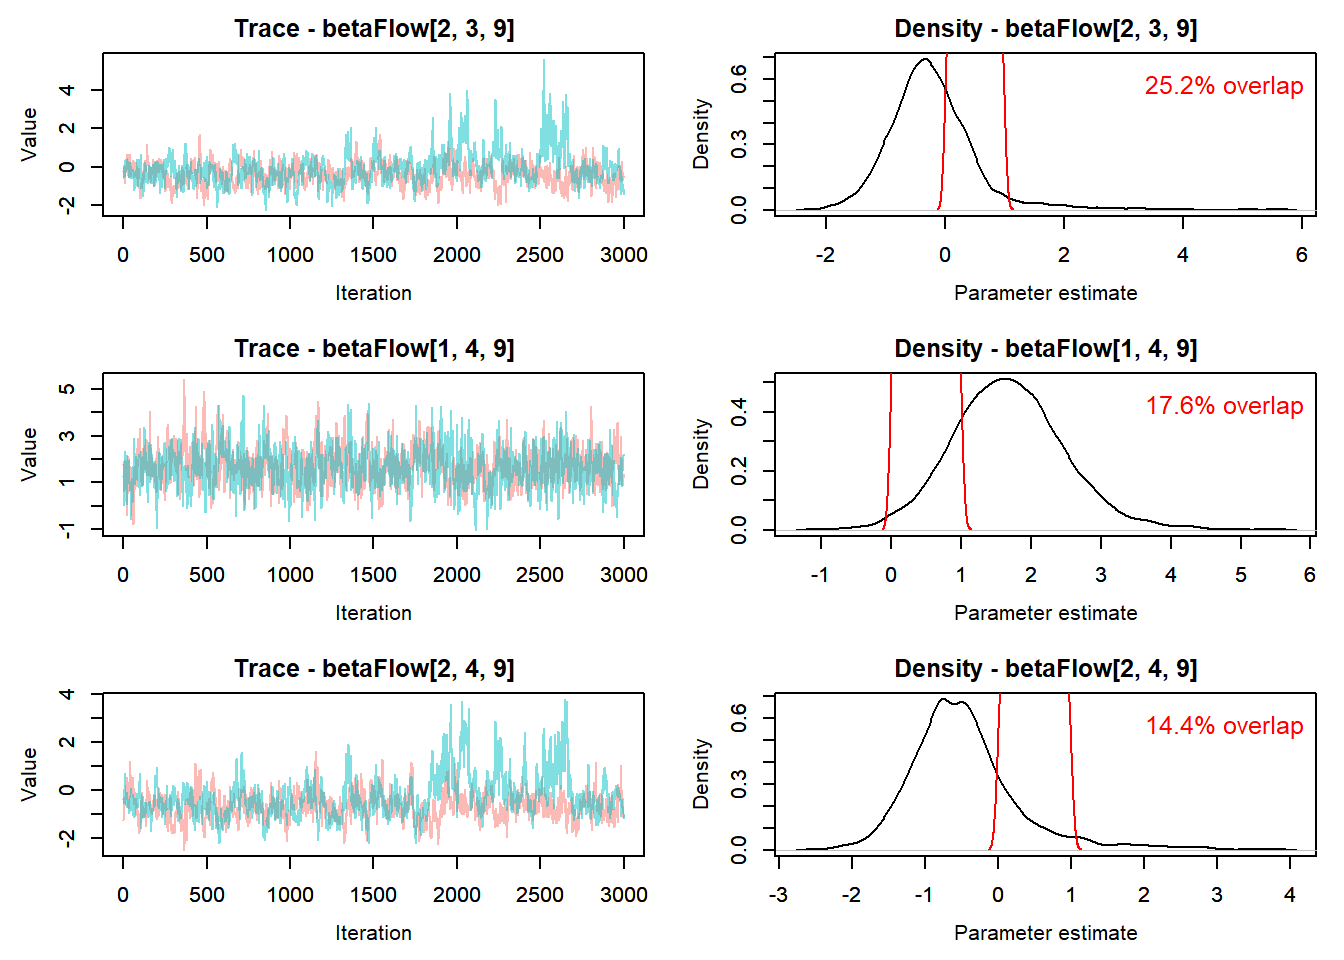 Trace - betaFlow[2, 3, 9]
Value
-2 0 2 4
0 500 1000 1500 2000 2500 3000
Iteration
Density - betaFlow[2, 3, 9]
25.2% overlap
Density
0.0 0.3 0.6
-2 0 2 4 6
Parameter estimate
Trace - betaFlow[1, 4, 9]
Value
-1 1 3 5
0 500 1000 1500 2000 2500 3000
Iteration
Density - betaFlow[1, 4, 9]
17.6% overlap
Density
0.0 0.2 0.4
-1 0 1 2 3 4 5 6
Parameter estimate
Trace - betaFlow[2, 4, 9]
Value
-2 0 2 4
0 500 1000 1500 2000 2500 3000
Iteration
Density - betaFlow[2, 4, 9]
14.4% overlap
Density
0.0 0.3 0.6
-3 -2 -1 0 1 2 3 4
Parameter estimate